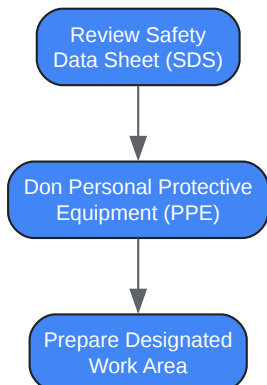 Review Safety
Data Sheet (SDS)
Don Personal Protective
Equipment (PPE)
Prepare Designated
Work Area